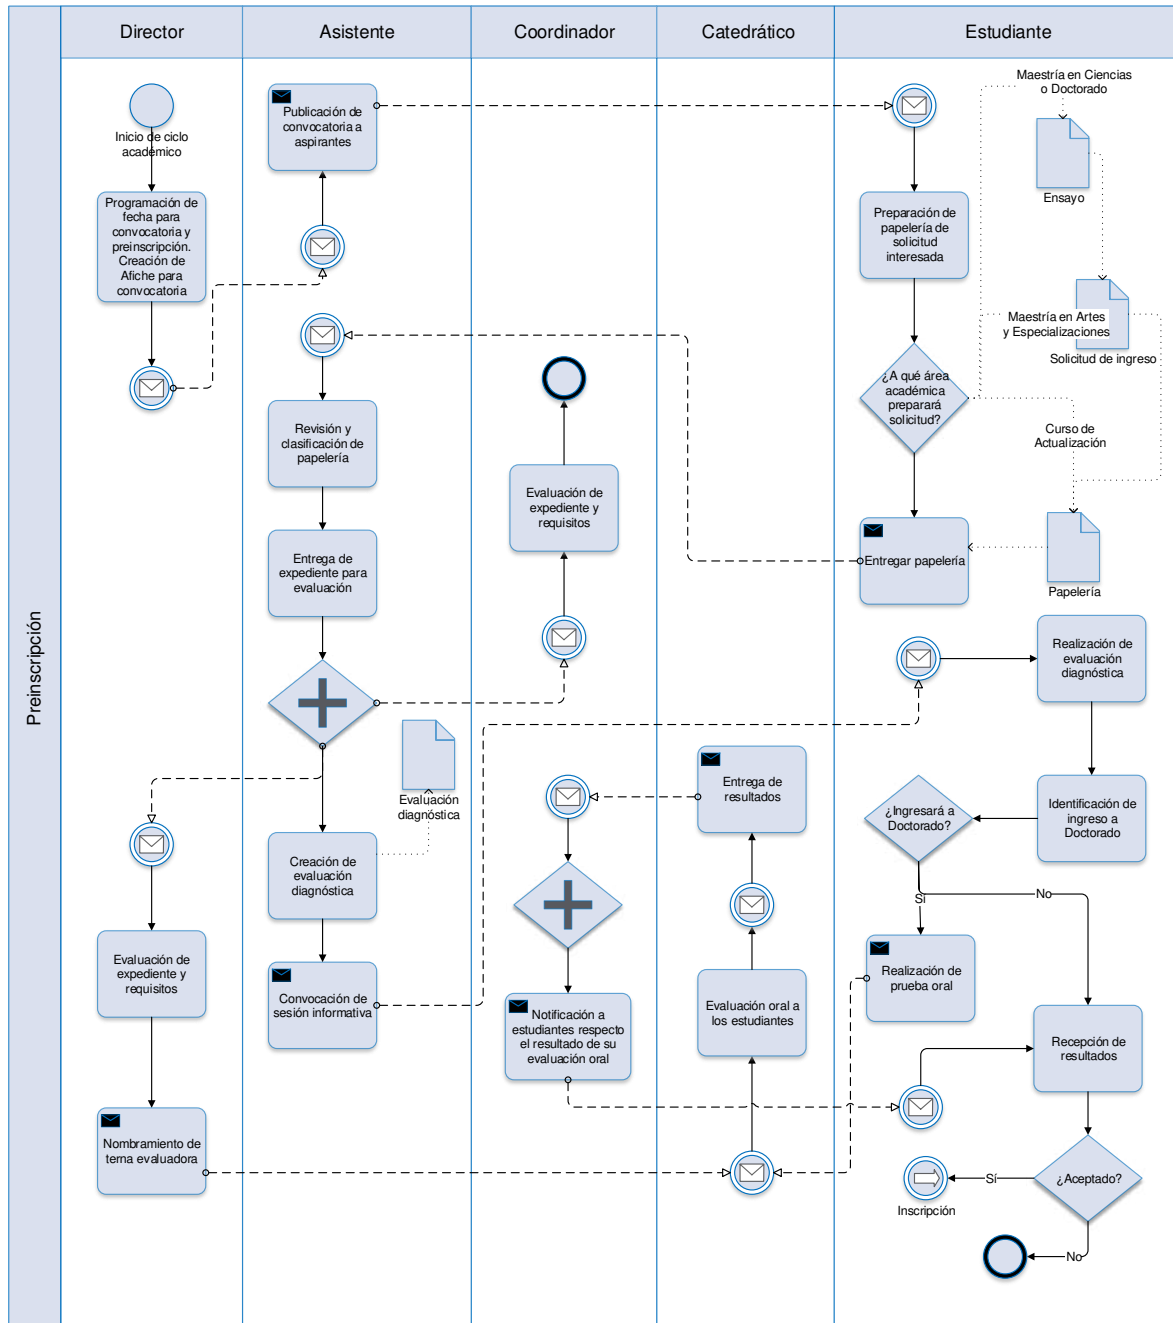 Preinscripción
Director
Asistente
Coordinador
Catedrático
Estudiante
Inicio de ciclo
académico
Programación de
fecha para
convocatoria y
preinscripción.
Creación de
Afiche para
convocatoria
Publicación de
convocatoria a
aspirantes
Maestría en Ciencias
o Doctorado
Ensayo
Preparación de
papelería de
solicitud
interesada
Maestría en Artes
y Especializaciones
Solicitud de ingreso
¿A qué área
académica
preparará
solicitud?
Curso de
Actualización
Revisión y
clasificación de
papelería
Evaluación de
expediente y
requisitos
Entrega de
expediente para
evaluación
Entregar papelería
Papelería
Realización de
evaluación
diagnóstica
Evaluación
diagnóstica
Entrega de
resultados
¿Ingresará a
Doctorado?
Identificación de
ingreso a
Doctorado
Creación de
evaluación
diagnóstica
Sí
No
Evaluación de
expediente y
requisitos
Convocación de
sesión informativa
Notificación a
estudiantes respecto
el resultado de su
evaluación oral
Evaluación oral a
los estudiantes
Realización de
prueba oral
Recepción de
resultados
Nombramiento de
terna evaluadora
¿Aceptado?
Sí
Inscripción
No